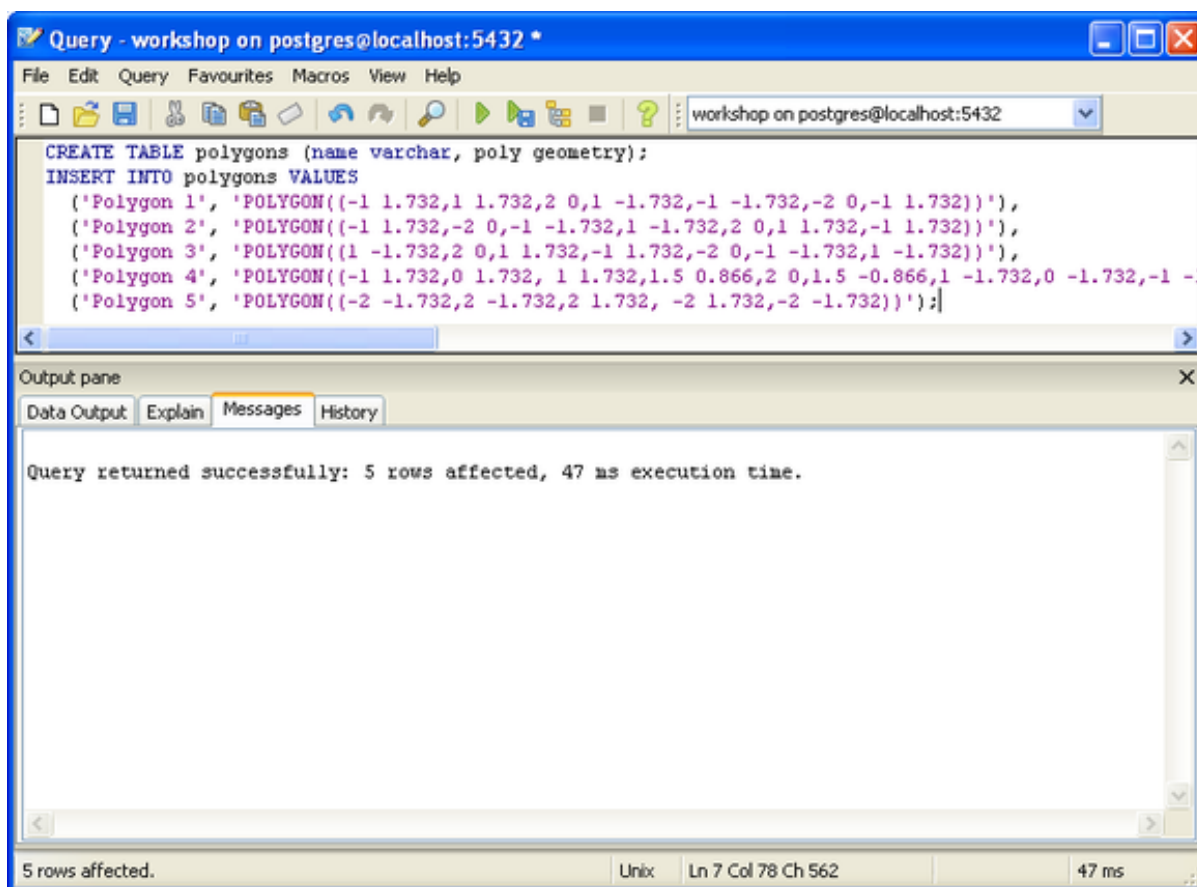 Query - workshop on postgres@localhost:5432 *
File Edit Query Favourites Macros View Help
workshop on postgres@localhost:5432
CREATE TABLE polygons (name varchar, poly geometry);
INSERT INTO polygons VALUES
('Polygon 1', 'POLYGON((-1 1.732,1 1.732,2 0,1 -1.732,-1 -1.732,-2 0,-1 1.732))'),
('Polygon 2', 'POLYGON((-1 1.732,-2 0,-1 -1.732,1 -1.732,2 0,1 1.732,-1 1.732))'),
('Polygon 3', 'POLYGON((1 -1.732,2 0,1 1.732,-1 1.732,-2 0,-1 -1.732,1 -1.732))'),
('Polygon 4', 'POLYGON((-1 1.732,0 1.732, 1 1.732,1.5 0.866,2 0,1.5 -0.866,1 -1.732,0 -1.732,-1 -
('Polygon 5', 'POLYGON((-2 -1.732,2 -1.732,2 1.732, -2 1.732,-2 -1.732))');
Output pane
Data Output Explain Messages History
Query returned successfully: 5 rows affected, 47 ms execution time.
5 rows affected. Unix Ln 7 Col 78 Ch 562 47 ms